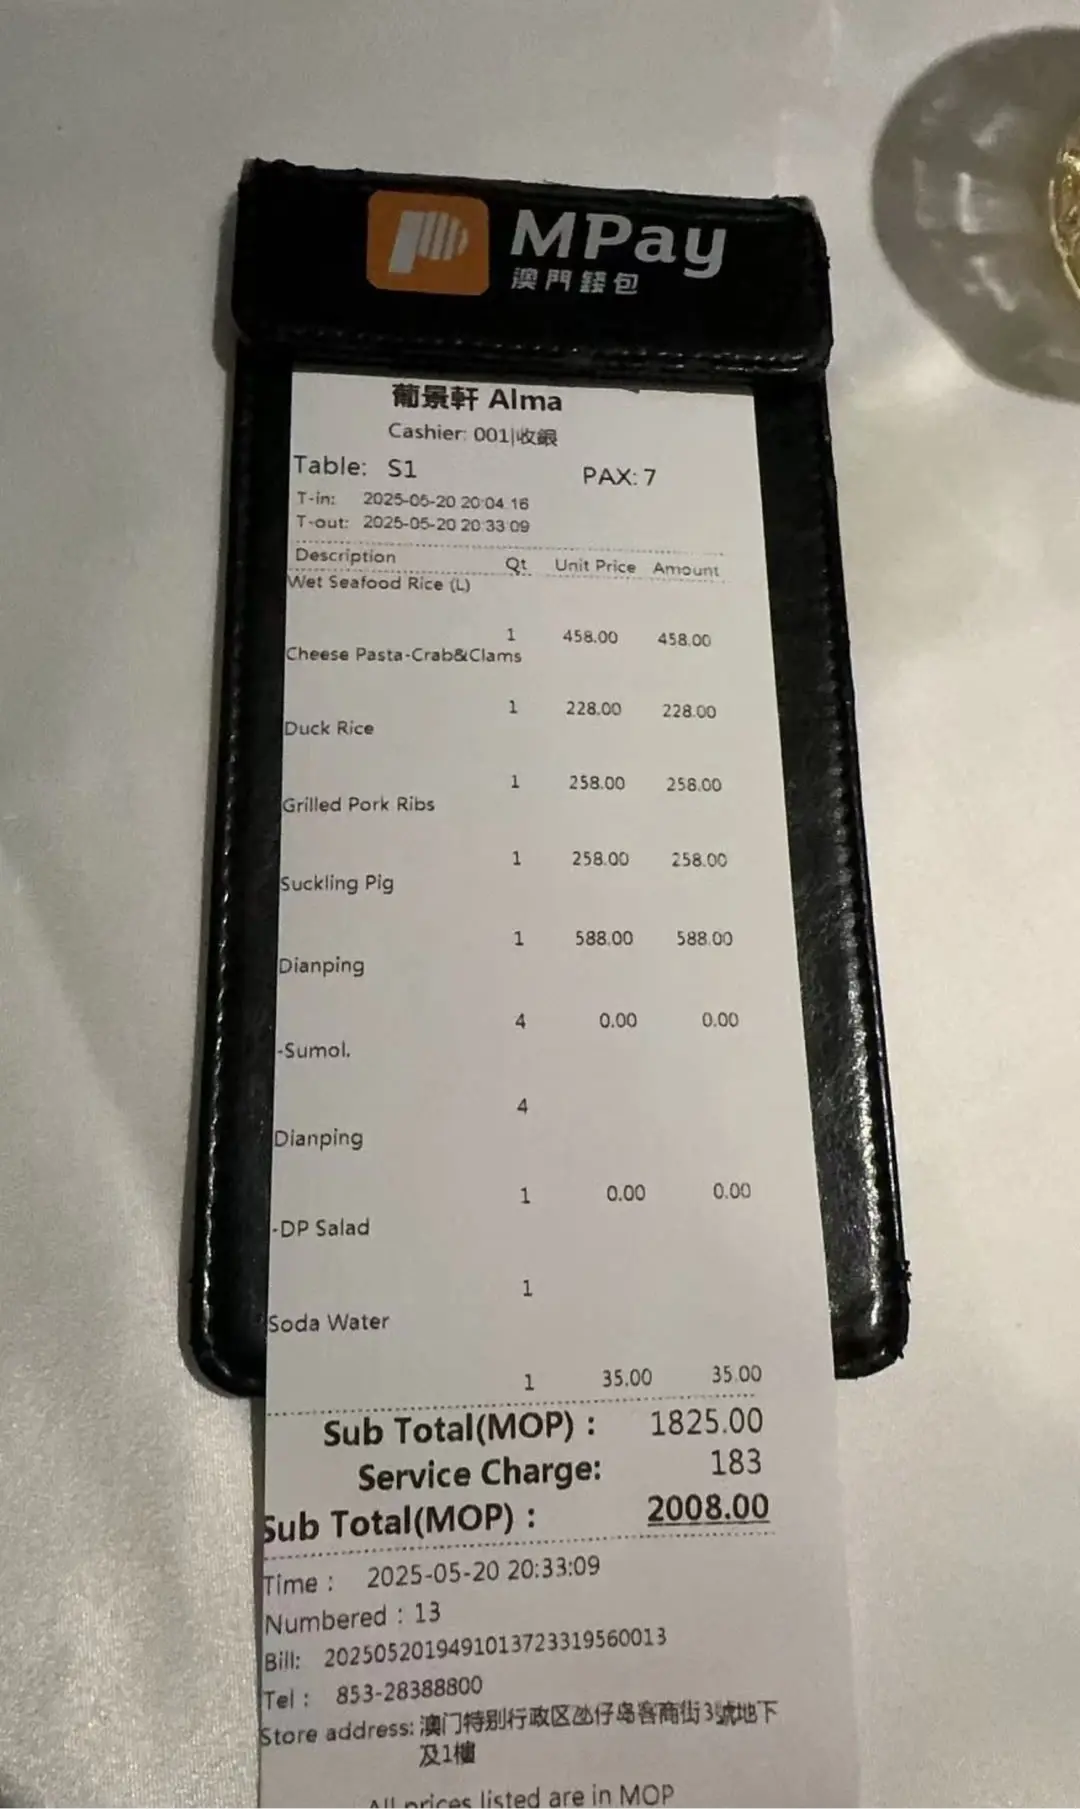 MPay
澳門錢包
葡景軒 Alma
Cashier: 001|收銀
Table: S1 PAX: 7
T-in: 2025-05-20 20:04:16
T-out: 2025-05-20 20:33:09
Description Qt Unit Price Amount
Wet Seafood Rice (L)
1 458.00 458.00
Cheese Pasta-Crab&Clams
1 228.00 228.00
Duck Rice
1 258.00 258.00
Grilled Pork Ribs
1 258.00 258.00
Suckling Pig
1 588.00 588.00
Dianping
4 0.00 0.00
-Sumol.
4
Dianping
1 0.00 0.00
-DP Salad
1
Soda Water
1 35.00 35.00
Sub Total(MOP) : 1825.00
Service Charge: 183
Sub Total(MOP) : 2008.00
Time : 2025-05-20 20:33:09
Numbered : 13
Bill: 2025052019491013723319560013
Tel : 853-28388800
Store address: 澳门特别行政区氹仔岛客商街3號地下
及1樓
All prices listed are in MOP